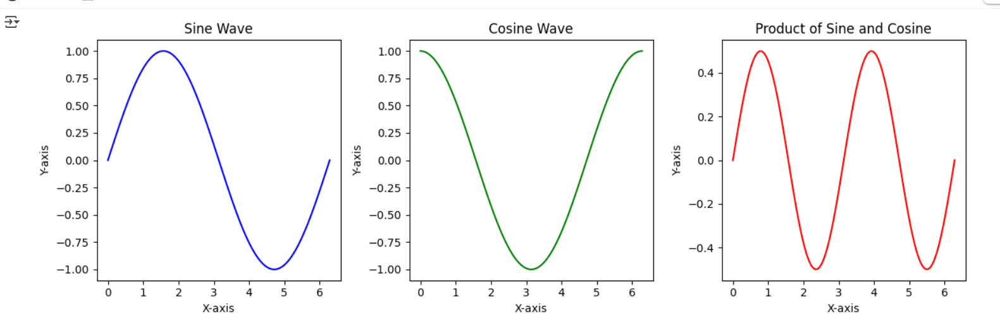 Sine Wave
Cosine Wave
Product of Sine and Cosine
1.00
0.75
0.50
0.25
0.00
−0.25
−0.50
−0.75
−1.00
Y-axis
0 1 2 3 4 5 6
X-axis
1.00
0.75
0.50
0.25
0.00
−0.25
−0.50
−0.75
−1.00
Y-axis
0 1 2 3 4 5 6
X-axis
0.4
0.2
0.0
−0.2
−0.4
Y-axis
0 1 2 3 4 5 6
X-axis